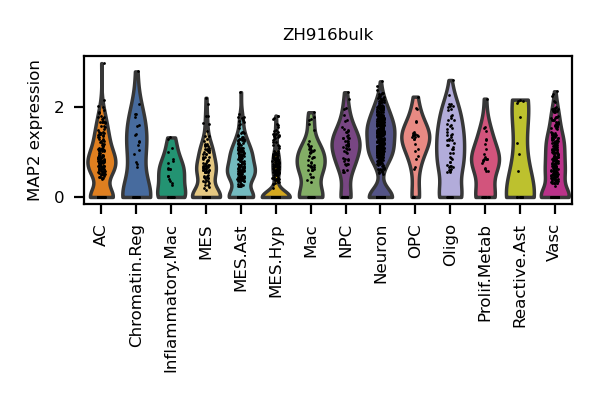 ZH916bulk
MAP2 expression
2
0
AC
Chromatin.Reg
Inflammatory.Mac
MES
MES.Ast
MES.Hyp
Mac
NPC
Neuron
OPC
Oligo
Prolif.Metab
Reactive.Ast
Vasc